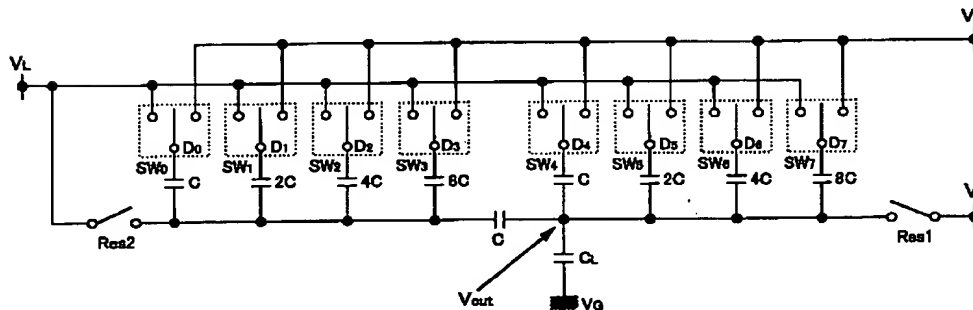 V
VL
D0 D1 D2 D3 D4 D5 D6 D7
SW0 SW1 SW2 SW3 SW4 SW5 SW6 SW7
C 2C 4C 8C C 2C 4C 8C
V
Res2 C Res1
CL
Vout VG